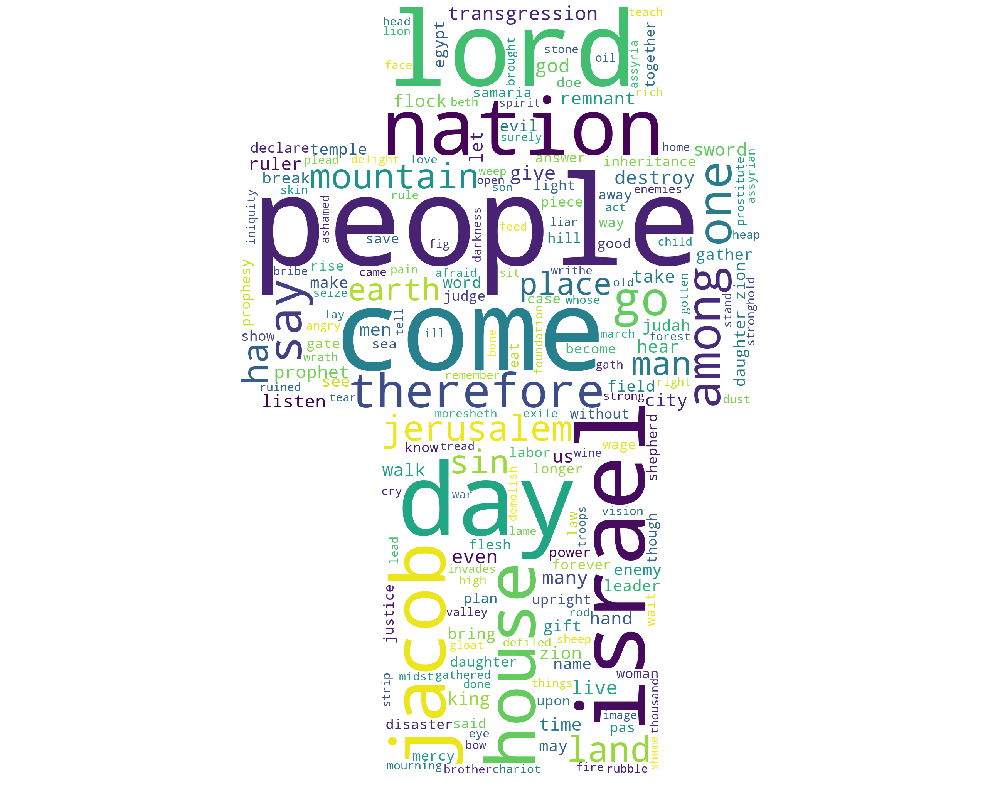 transgression
teach
head
lion
lord
egypt
stone
oil
face
brought
god
doe
assyria
together
samaria
rich
flock
beth
spirit
remnant
nation
evil
surely
let
home
declare
temple
plead
delight
love
weep
answer
inheritance
sword
ruler
mountain
open
give
break
skin
rule
son
light
away
enemies
destroy
act
one
prostitute
assyrian
people
piece
liar
way
iniquity
ashamed
save
fig
darkness
feed
hill
good
child
heap
gather
bribe
rise
came
pain
afraid
sit
writhe
old
take
prophesy
make
seize
earth
word
judge
place
case
whose
go
gotten
among
stand
daughter zion
stronghold
say
lay
angry
men
tell
ill
come
march
judah
forest
show
gate
sea
bone
eat
foundation
become
hear
ha
wrath
prophet
see
remember
gath
man
right
ruined
tear
therefore
field
strong
city
dust
listen
moresheth
exile
without
jerusalem
israel
shepherd
know
tread
labor
us
wine
wage
walk
sin
longer
cry
war
day
demolish
lame
law
troops
vision
though
lead
flesh
power
even
forever
enemy
jacob
invades
high
house
many
leader
justice
plan
valley
upright
rod
hand
wait
bring
gift
gloat
defiled
sheep
zion
daughter
name
woman
strip
midst
gathered
done
things
live
king
upon
image
thousand
disaster
said
time
pas
eye
bow
may
land
shame
mercy
mourning
brother
chariot
fire
rubble